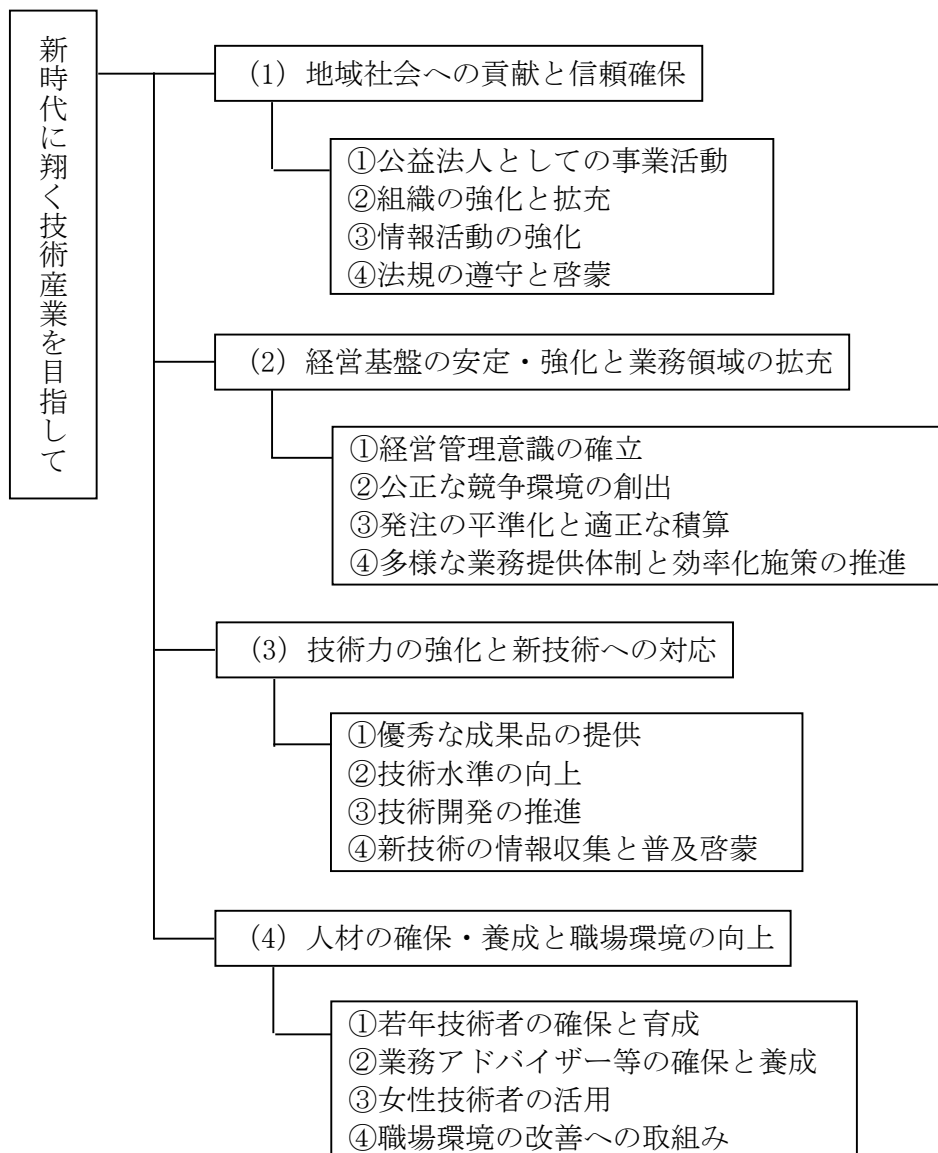 新時代に翔く技術産業を目指して
(1) 地域社会への貢献と信頼確保
①公益法人としての事業活動
②組織の強化と拡充
③情報活動の強化
④法規の遵守と啓蒙
(2) 経営基盤の安定・強化と業務領域の拡充
①経営管理意識の確立
②公正な競争環境の創出
③発注の平準化と適正な積算
④多様な業務提供体制と効率化施策の推進
(3) 技術力の強化と新技術への対応
①優秀な成果品の提供
②技術水準の向上
③技術開発の推進
④新技術の情報収集と普及啓蒙
(4) 人材の確保・養成と職場環境の向上
①若年技術者の確保と育成
②業務アドバイザー等の確保と養成
③女性技術者の活用
④職場環境の改善への取組み